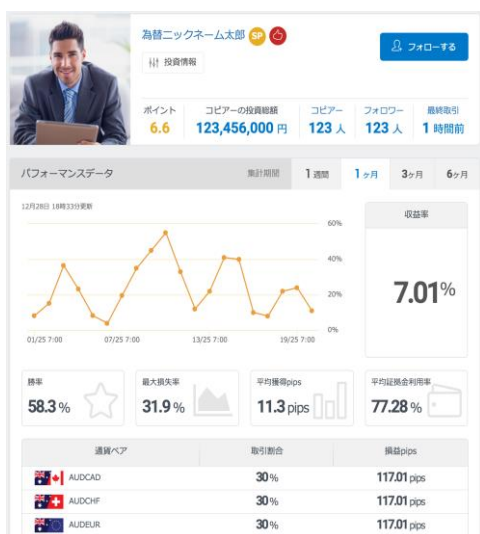 為替ニックネーム太郎 SP
投資情報
フォローする
ポイント コピアーの投資総額 コピアー フォロワー 最終取引
6.6 123,456,000 円 123 人 123 人 1 時間前
パフォーマンスデータ 集計期間 1 週間 1ヶ月 3ヶ月 6ヶ月
12月28日 18時33分更新 収益率
60%
40%
20%
0%
7.01%
01/25 7:00 07/25 7:00 13/25 7:00 19/25 7:00
勝率 最大損失率 平均獲得pips 平均証拠金利用率
58.3 % 31.9 % 11.3 pips 77.28 %
通貨ペア 取引割合 損益pips
AUDCAD 30 % 117.01 pips
AUDCHF 30 % 117.01 pips
AUDEUR 30 % 117.01 pips